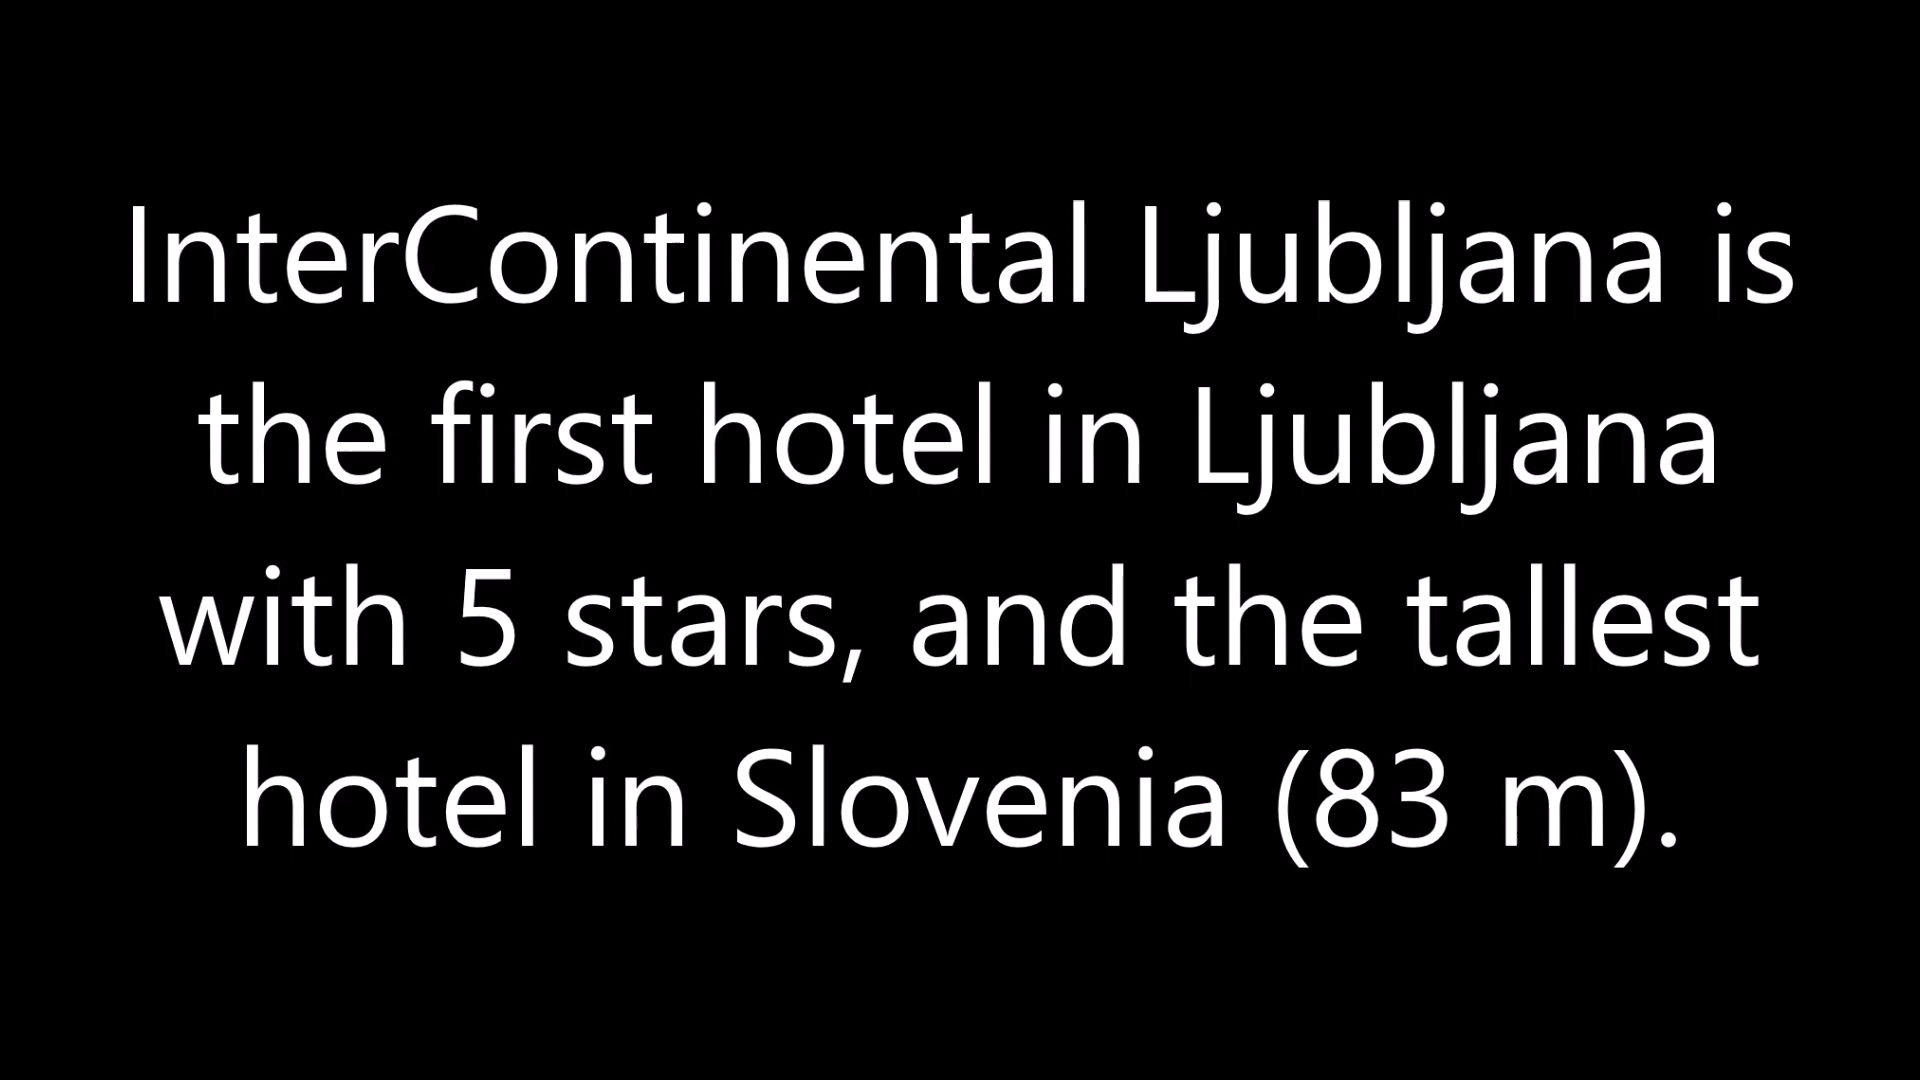 InterContinental Ljubljana is
the first hotel in Ljubljana
with 5 stars, and the tallest
hotel in Slovenia (83 m).